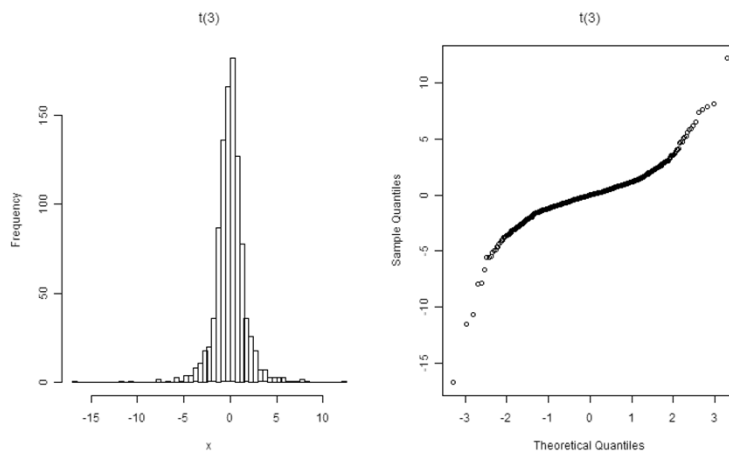 t(3)
Frequency
150
100
50
0
-15 -10 -5 0 5 10
x
t(3)
Sample Quantiles
10
5
0
-5
-10
-15
-3 -2 -1 0 1 2 3
Theoretical Quantiles